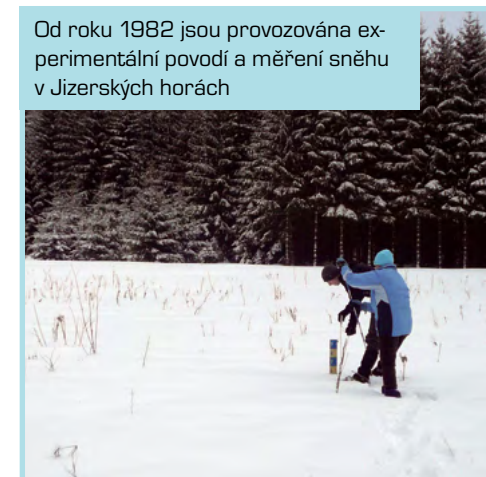 Od roku 1982 jsou provozována ex-
perimentální povodí a měření sněhu
v Jizerských horách